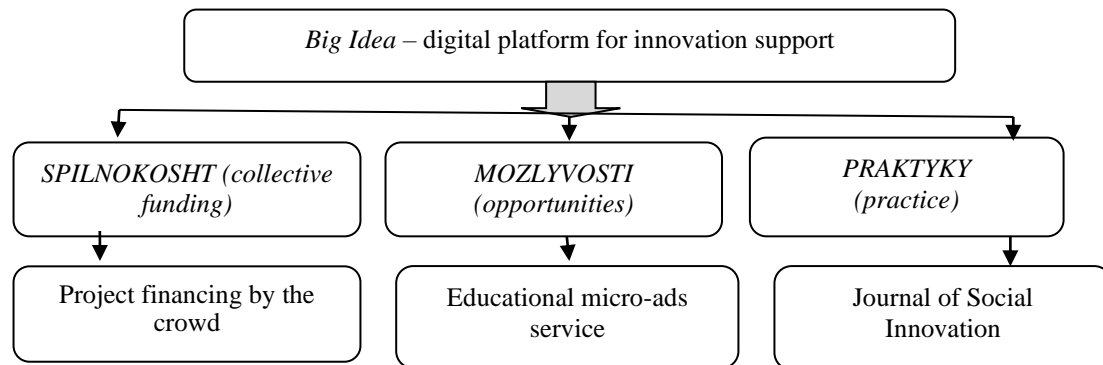 Big Idea – digital platform for innovation support
SPILNOKOSHT (collective
funding)
MOZLYVOSTI
(opportunities)
PRAKTYKY
(practice)
Project financing by the
crowd
Educational micro-ads
service
Journal of Social
Innovation